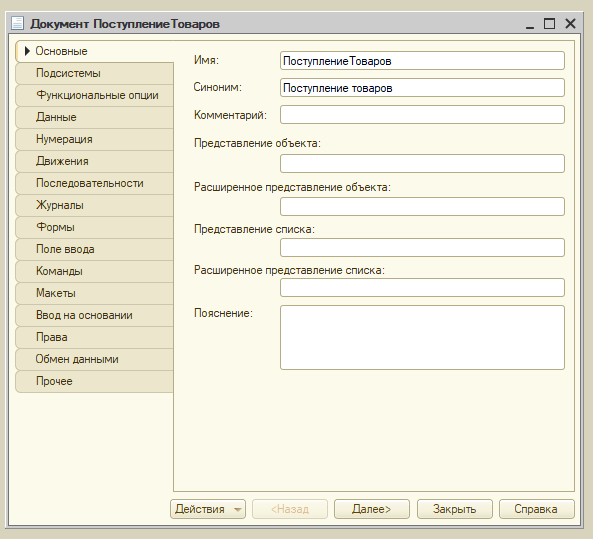 Документ ПоступлениеТоваров
Основные
Подсистемы
Функциональные опции
Данные
Нумерация
Движения
Последовательности
Журналы
Формы
Поле ввода
Команды
Макеты
Ввод на основании
Права
Обмен данными
Прочее
Имя: ПоступлениеТоваров
Синоним: Поступление товаров
Комментарий:
Представление объекта:
Расширенное представление объекта:
Представление списка:
Расширенное представление списка:
Пояснение:
Действия <Назад Далее> Закрыть Справка